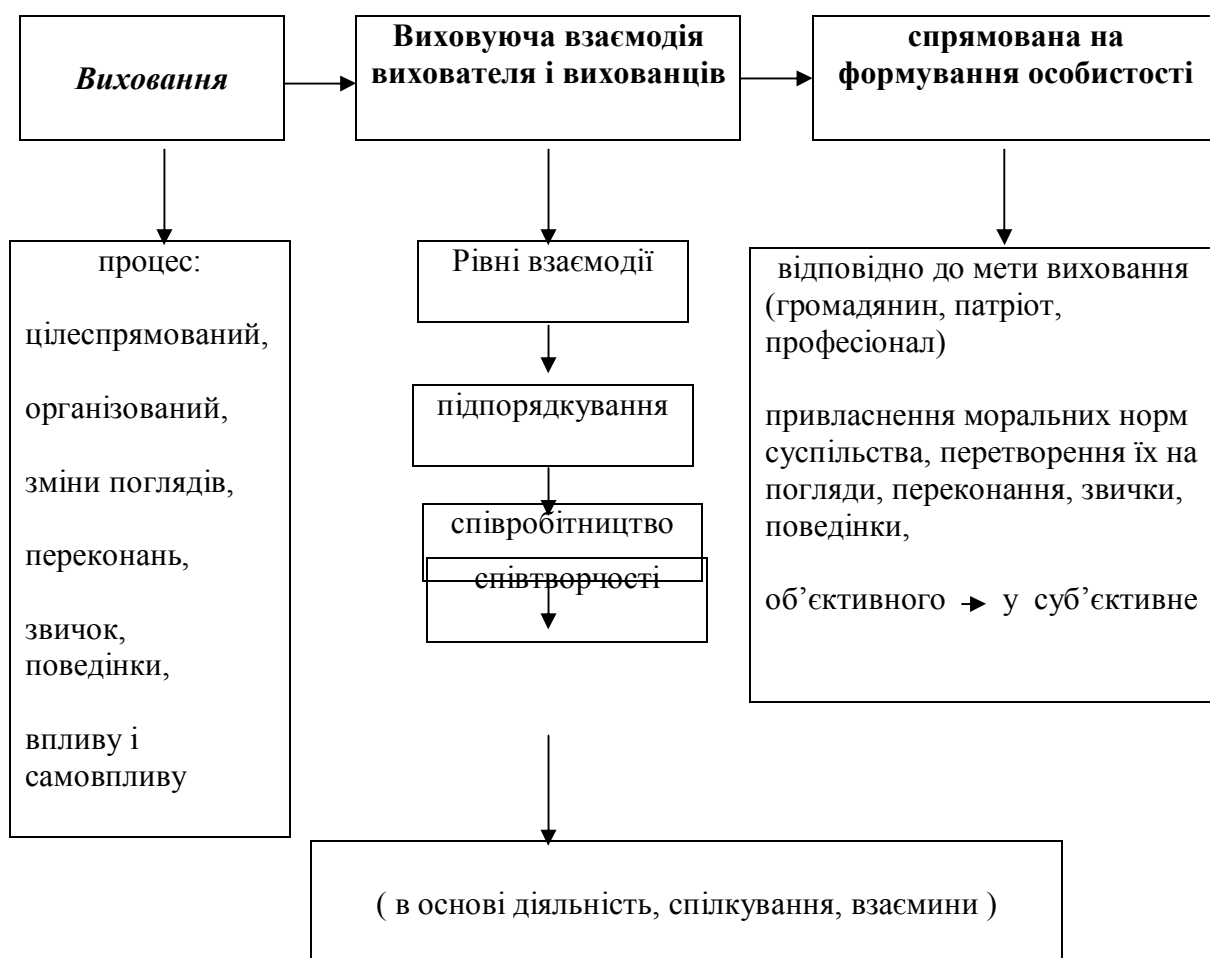 Виховання
Виховуюча взаємодія
вихователя і вихованців
спрямована на
формування особистості
процес:
цілеспрямований,
організований,
зміни поглядів,
переконань,
звичок,
поведінки,
впливу і
самовпливу
Рівні взаємодії
підпорядкування
співробітництво
співтворчості
відповідно до мети виховання
(громадянин, патріот,
професіонал)
привласнення моральних норм
суспільства, перетворення їх на
погляди, переконання, звички,
поведінки,
об’єктивного у суб’єктивне
( в основі діяльність, спілкування, взаємини )